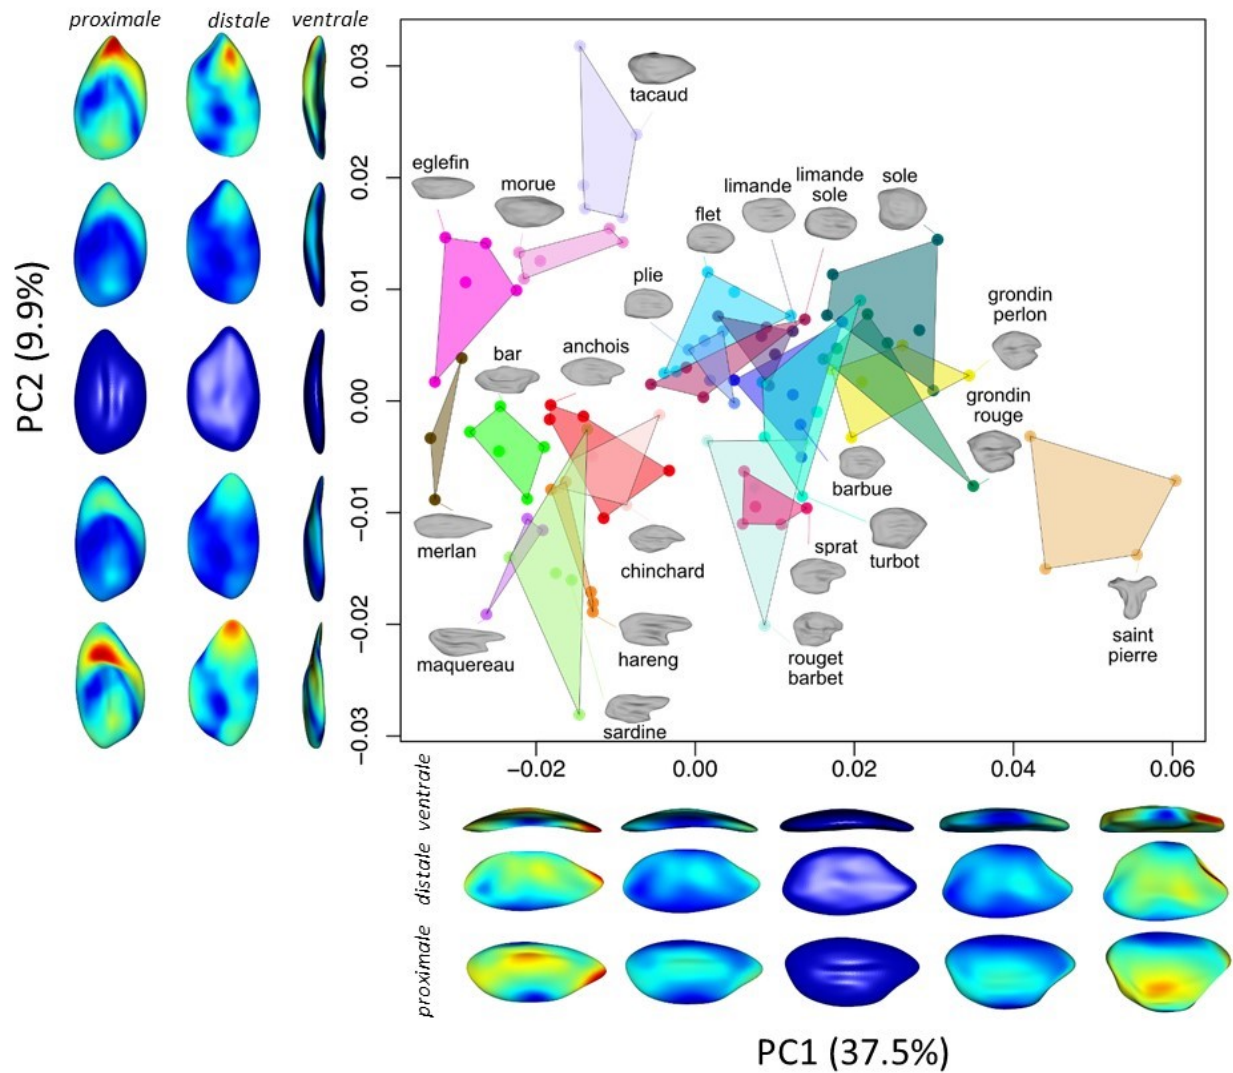 proximale distale ventrale
PC2 (9.9%)
0.03
0.02
0.01
0.00
−0.01
−0.02
−0.03
tacaud
eglefin
morue
limande
limande
sole
sole
flet
plie
grondin
perlon
bar
anchois
grondin
rouge
barbue
merlan
chinchard
sprat
turbot
maquereau
hareng
rouget
barbet
saint
pierre
sardine
−0.02
0.00
0.02
0.04
0.06
ventrale
distale
proximale
PC1 (37.5%)